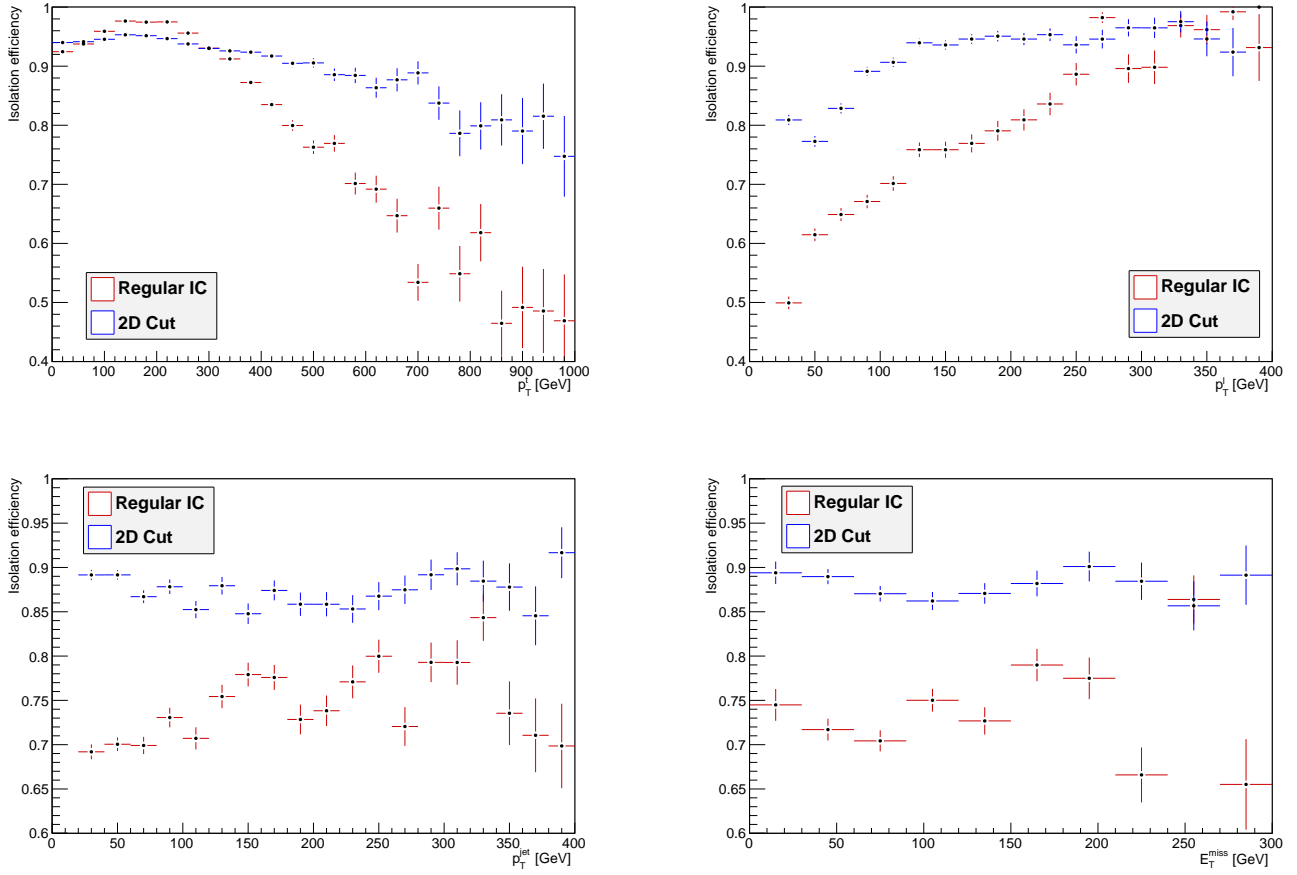 Isolation efficiency
1
0.9
0.8
0.7
0.6
0.5
0.4
Regular IC
2D Cut
0 100 200 300 400 500 600 700 800 900 1000
p_T^t [GeV]
Isolation efficiency
1
0.9
0.8
0.7
0.6
0.5
0.4
Regular IC
2D Cut
0 50 100 150 200 250 300 350 400
p_T^l [GeV]
Isolation efficiency
1
0.95
0.9
0.85
0.8
0.75
0.7
0.65
0.6
Regular IC
2D Cut
0 50 100 150 200 250 300 350 400
p_T^jet [GeV]
Isolation efficiency
1
0.95
0.9
0.85
0.8
0.75
0.7
0.65
0.6
Regular IC
2D Cut
0 50 100 150 200 250 300
E_T^miss [GeV]